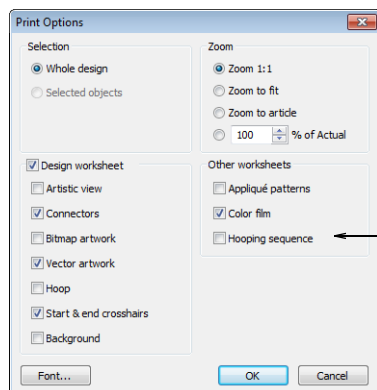 Print Options
Selection
Whole design
Selected objects
Zoom
Zoom 1:1
Zoom to fit
Zoom to article
100 % of Actual
Design worksheet
Artistic view
Connectors
Bitmap artwork
Vector artwork
Hoop
Start & end crosshairs
Background
Other worksheets
Appliqué patterns
Color film
Hooping sequence
Font...
OK
Cancel